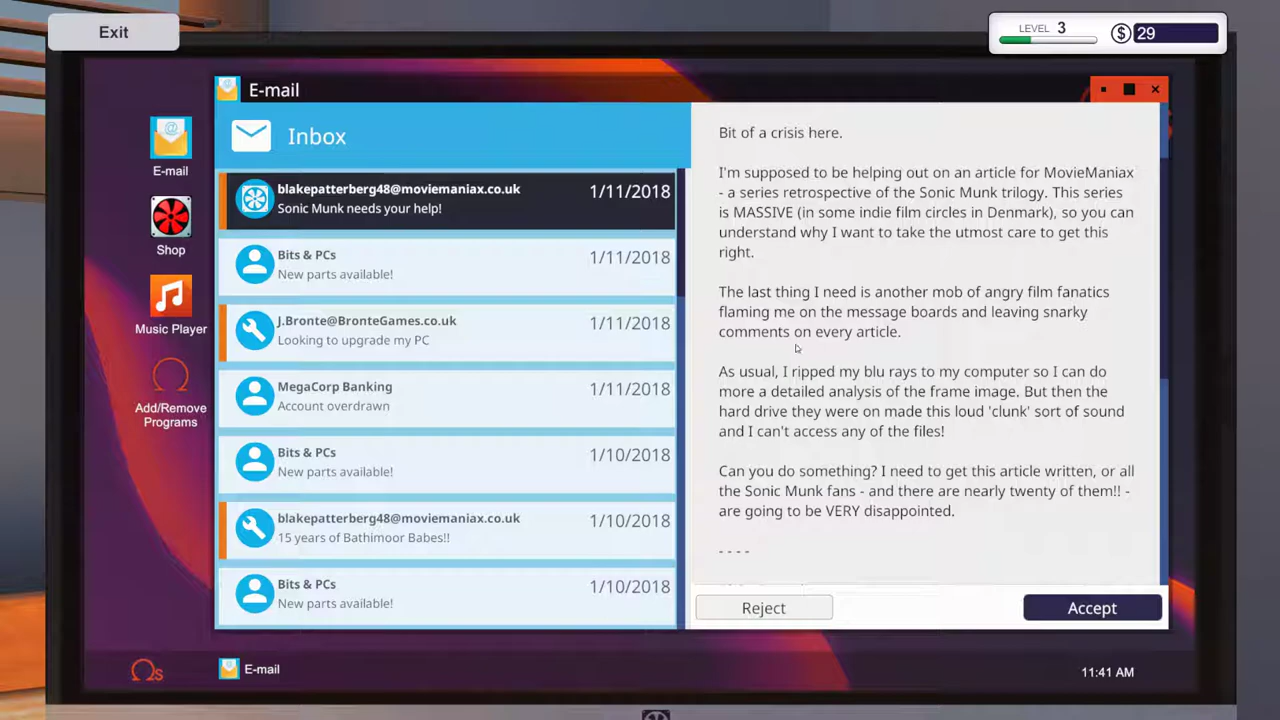 Exit
LEVEL 3
$ 29
E-mail
Inbox
E-mail
Shop
Music Player
Add/Remove
Programs
blakepatterberg48@moviemaniax.co.uk 1/11/2018
Sonic Munk needs your help!
Bits & PCs 1/11/2018
New parts available!
J.Bronte@BronteGames.co.uk 1/11/2018
Looking to upgrade my PC
MegaCorp Banking 1/11/2018
Account overdrawn
Bits & PCs 1/10/2018
New parts available!
blakepatterberg48@moviemaniax.co.uk 1/10/2018
15 years of Bathimoor Babes!!
Bits & PCs 1/10/2018
New parts available!
Bit of a crisis here.
I'm supposed to be helping out on an article for MovieManiax
- a series retrospective of the Sonic Munk trilogy. This series
is MASSIVE (in some indie film circles in Denmark), so you can
understand why I want to take the utmost care to get this
right.
The last thing I need is another mob of angry film fanatics
flaming me on the message boards and leaving snarky
comments on every article.
As usual, I ripped my blu rays to my computer so I can do
more a detailed analysis of the frame image. But then the
hard drive they were on made this loud 'clunk' sort of sound
and I can't access any of the files!
Can you do something? I need to get this article written, or all
the Sonic Munk fans - and there are nearly twenty of them!! -
are going to be VERY disappointed.
- - - -
Reject
Accept
Ωs
E-mail
11:41 AM